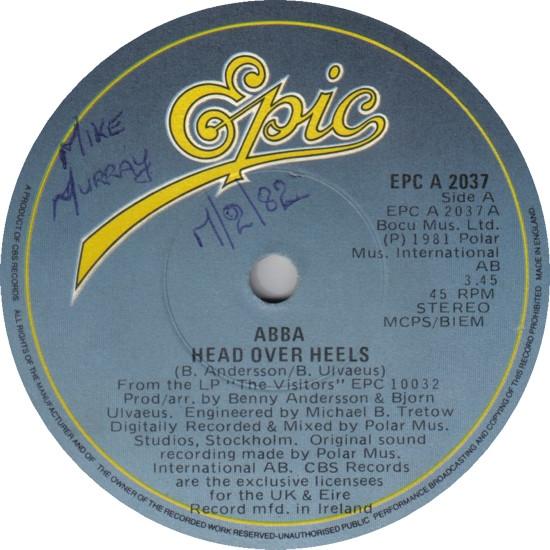 Epic
MIKE
MURRAY
EPC A 2037
Side A
EPC A 2037A
Bocu Mus. Ltd.
(P) 1981 Polar
Mus. International
AB
3.45
45 RPM
STEREO
MCPS/BIEM
ABBA
HEAD OVER HEELS
(B. Andersson/B. Ulvaeus)
From the LP "The Visitors" EPC 10032
Prod/arr. by Benny Andersson & Bjorn
Ulvaeus. Engineered by Michael B. Tretow
Digitally Recorded & Mixed by Polar Mus.
Studios, Stockholm. Original sound
recording made by Polar Mus.
International AB. CBS Records
are the exclusive licensees
for the UK & Eire
Record mfd. in Ireland
A PRODUCT OF CBS RECORDS ALL RIGHTS OF THE MANUFACTURER AND OF THE OWNER OF THE RECORDED WORK RESERVED-UNAUTHORISED PUBLIC PERFORMANCE BROADCASTING AND COPYING OF THIS RECORD PROHIBITED. MADE IN ENGLAND.